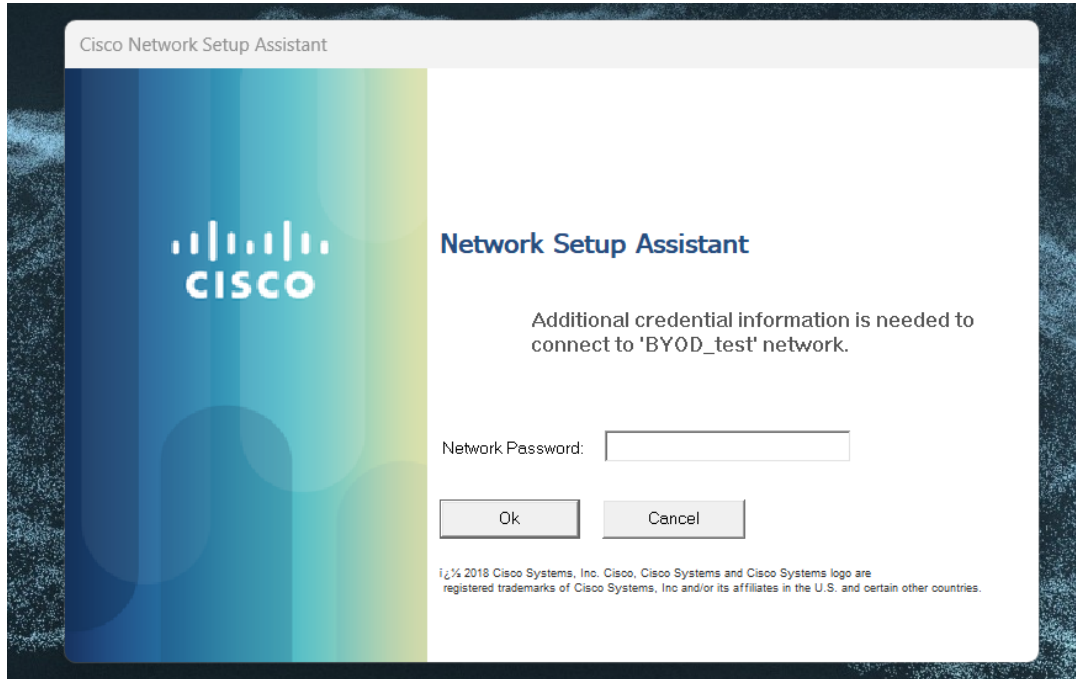 Cisco Network Setup Assistant
CISCO
Network Setup Assistant
Additional credential information is needed to
connect to 'BYOD_test' network.
Network Password:
Ok
Cancel
ï¿½ 2018 Cisco Systems, Inc. Cisco, Cisco Systems and Cisco Systems logo are
registered trademarks of Cisco Systems, Inc and/or its affiliates in the U.S. and certain other countries.